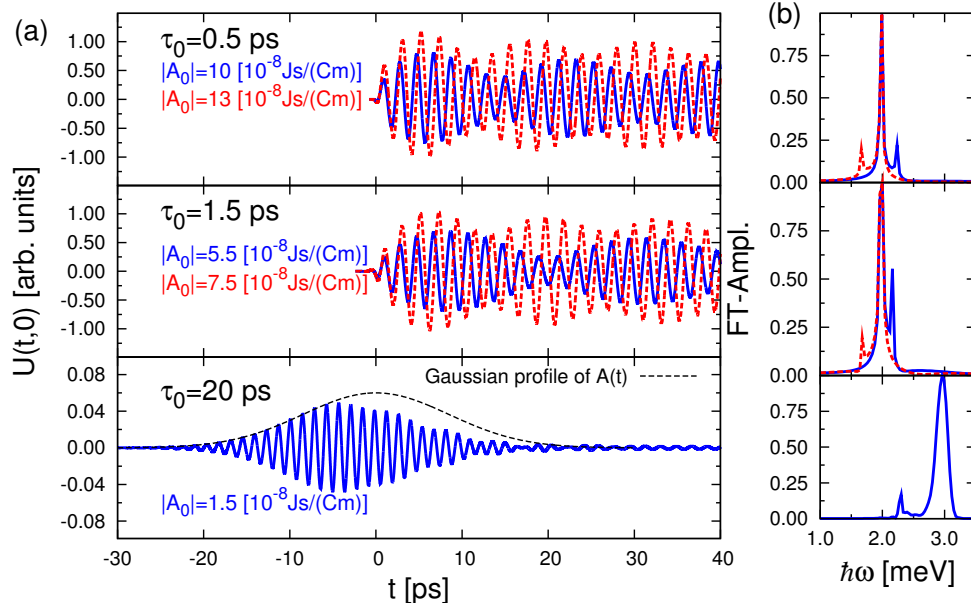 (a)
U(t,0) [arb. units]
1.00
0.50
0.00
-0.50
-1.00
τ0=0.5 ps
|A0|=10 [10-8Js/(Cm)]
|A0|=13 [10-8Js/(Cm)]
1.00
0.50
0.00
-0.50
-1.00
τ0=1.5 ps
|A0|=5.5 [10-8Js/(Cm)]
|A0|=7.5 [10-8Js/(Cm)]
0.08
0.04
0.00
-0.04
-0.08
τ0=20 ps
Gaussian profile of A(t)
|A0|=1.5 [10-8Js/(Cm)]
-30 -20 -10 0 10 20 30 40
t [ps]
(b)
FT-Ampl.
0.75
0.50
0.25
0.00
0.75
0.50
0.25
0.00
0.75
0.50
0.25
0.00
1.0 2.0 3.0
ħω [meV]